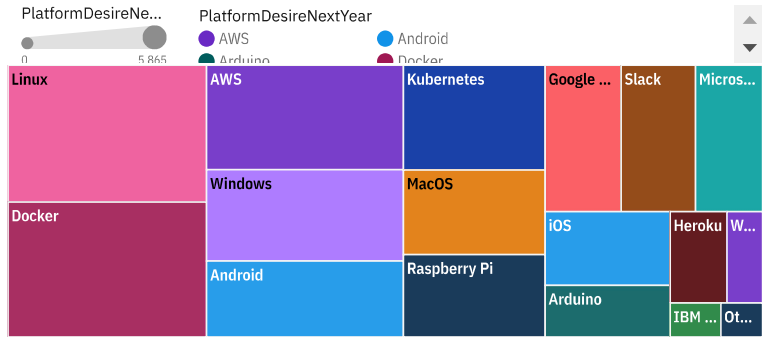 PlatformDesireNe...
PlatformDesireNextYear
AWS
Android
0
5,865
Arduino
Docker
Linux
AWS
Kubernetes
Google ...
Slack
Micros...
Windows
MacOS
Docker
iOS
Heroku
W...
Android
Raspberry Pi
Arduino
IBM ...
Ot...